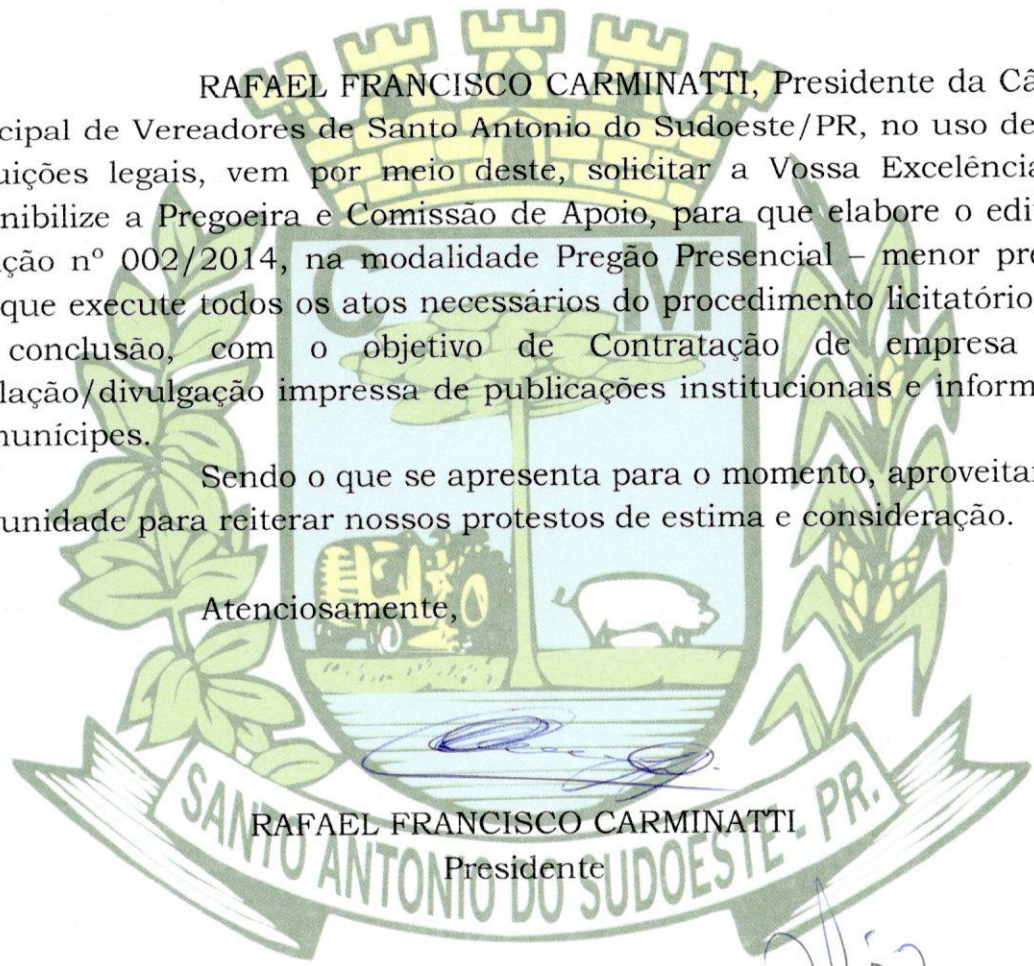 RAFAEL FRANCISCO CARMINATTI, Presidente da Câ
cipal de Vereadores de Santo Antonio do Sudoeste/PR, no uso de
uições legais, vem por meio deste, solicitar a Vossa Excelência
nibilize a Pregoeira e Comissão de Apoio, para que elabore o edi
ção nº 002/2014, na modalidade Pregão Presencial – menor pre
que execute todos os atos necessários do procedimento licitatório
conclusão, com o objetivo de Contratação de empresa
lação/divulgação impressa de publicações institucionais e inform
munícipes.
Sendo o que se apresenta para o momento, aproveita
unidade para reiterar nossos protestos de estima e consideração.
Atenciosamente,
RAFAEL FRANCISCO CARMINATTI
Presidente
C M
SANTO ANTONIO DO SUDOESTE - PR.